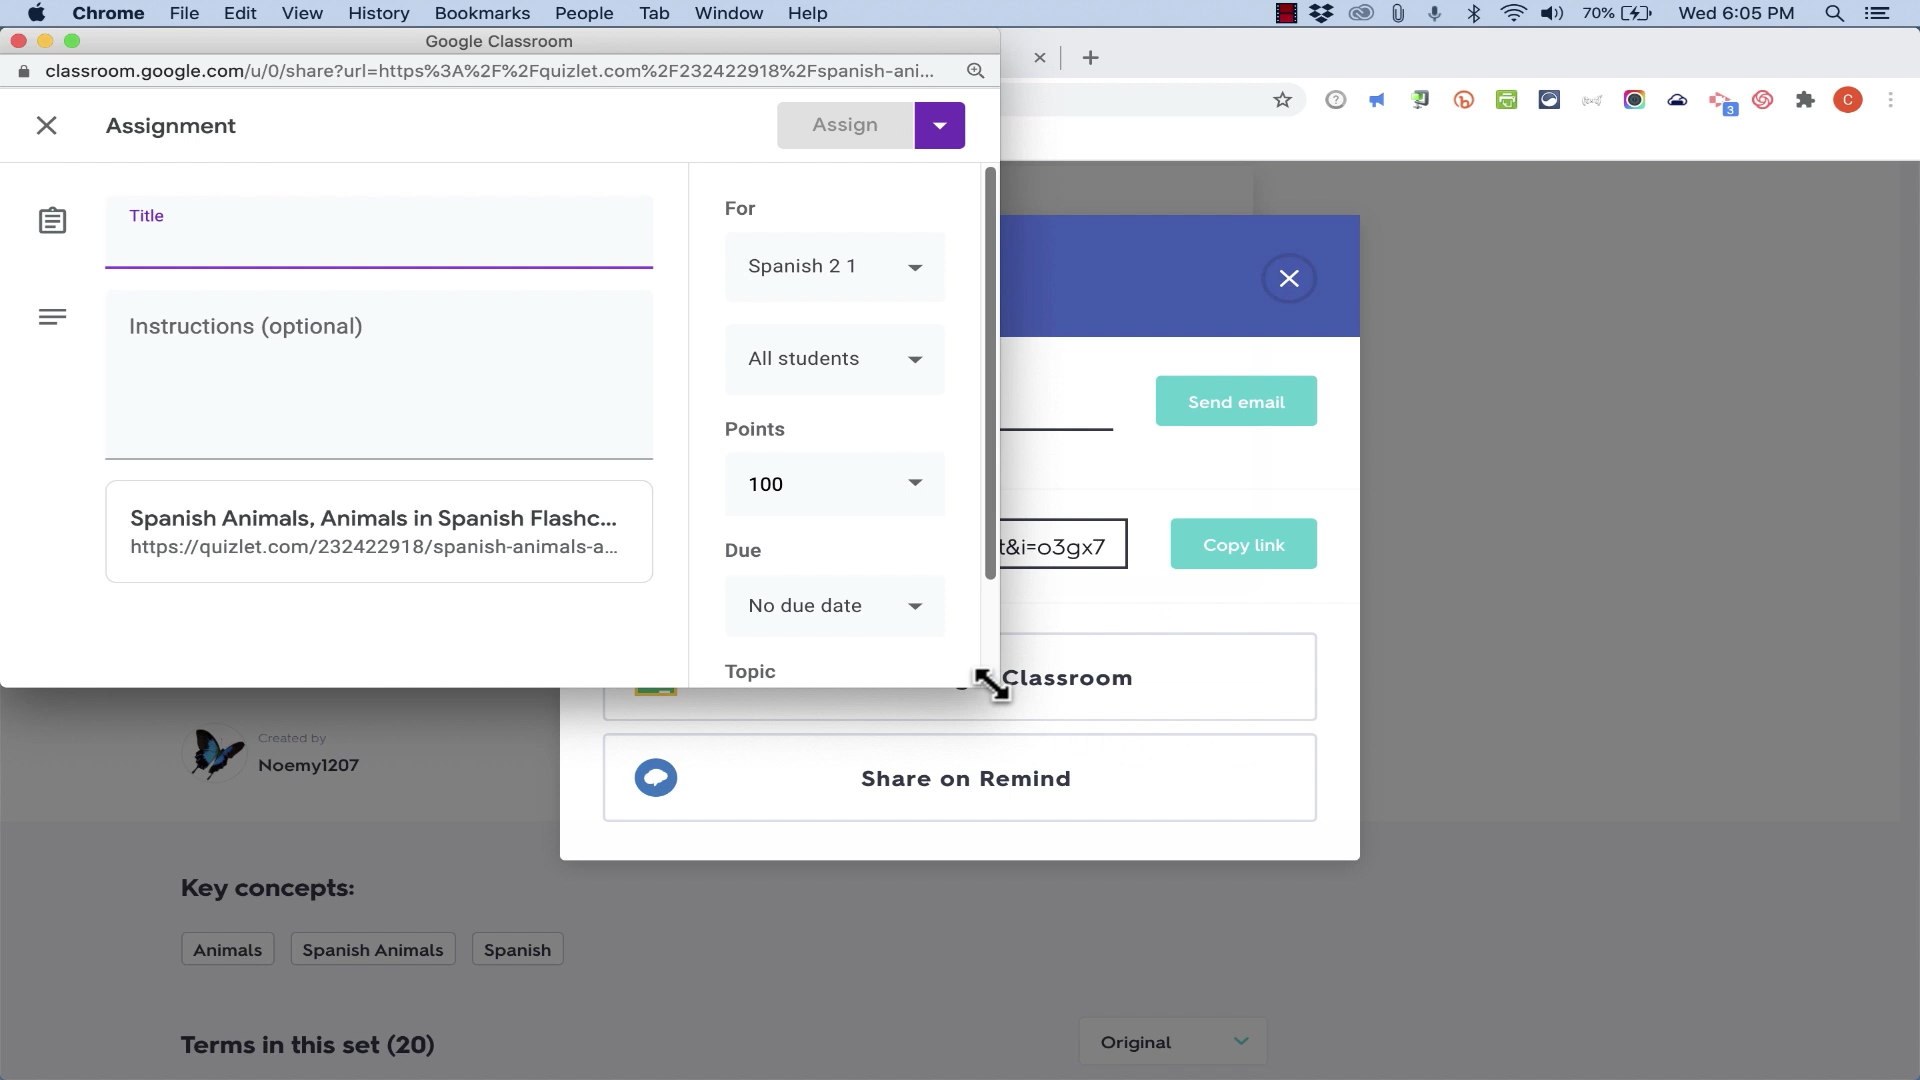 Chrome File Edit View History Bookmarks People Tab Window Help 70% Wed 6:05 PM
Google Classroom
classroom.google.com/u/0/share?url=https%3A%2F%2Fquizlet.com%2F232422918%2Fspanish-ani...
C
3
Assignment Assign
Title
Instructions (optional)
Spanish Animals, Animals in Spanish Flashc...
https://quizlet.com/232422918/spanish-animals-a...
For
Spanish 2 1
All students
Points
100
Due
No due date
Topic
Send email
t&i=o3gx7 Copy link
Classroom
Share on Remind
Created by
Noemy1207
Key concepts:
Animals Spanish Animals Spanish
Terms in this set (20) Original